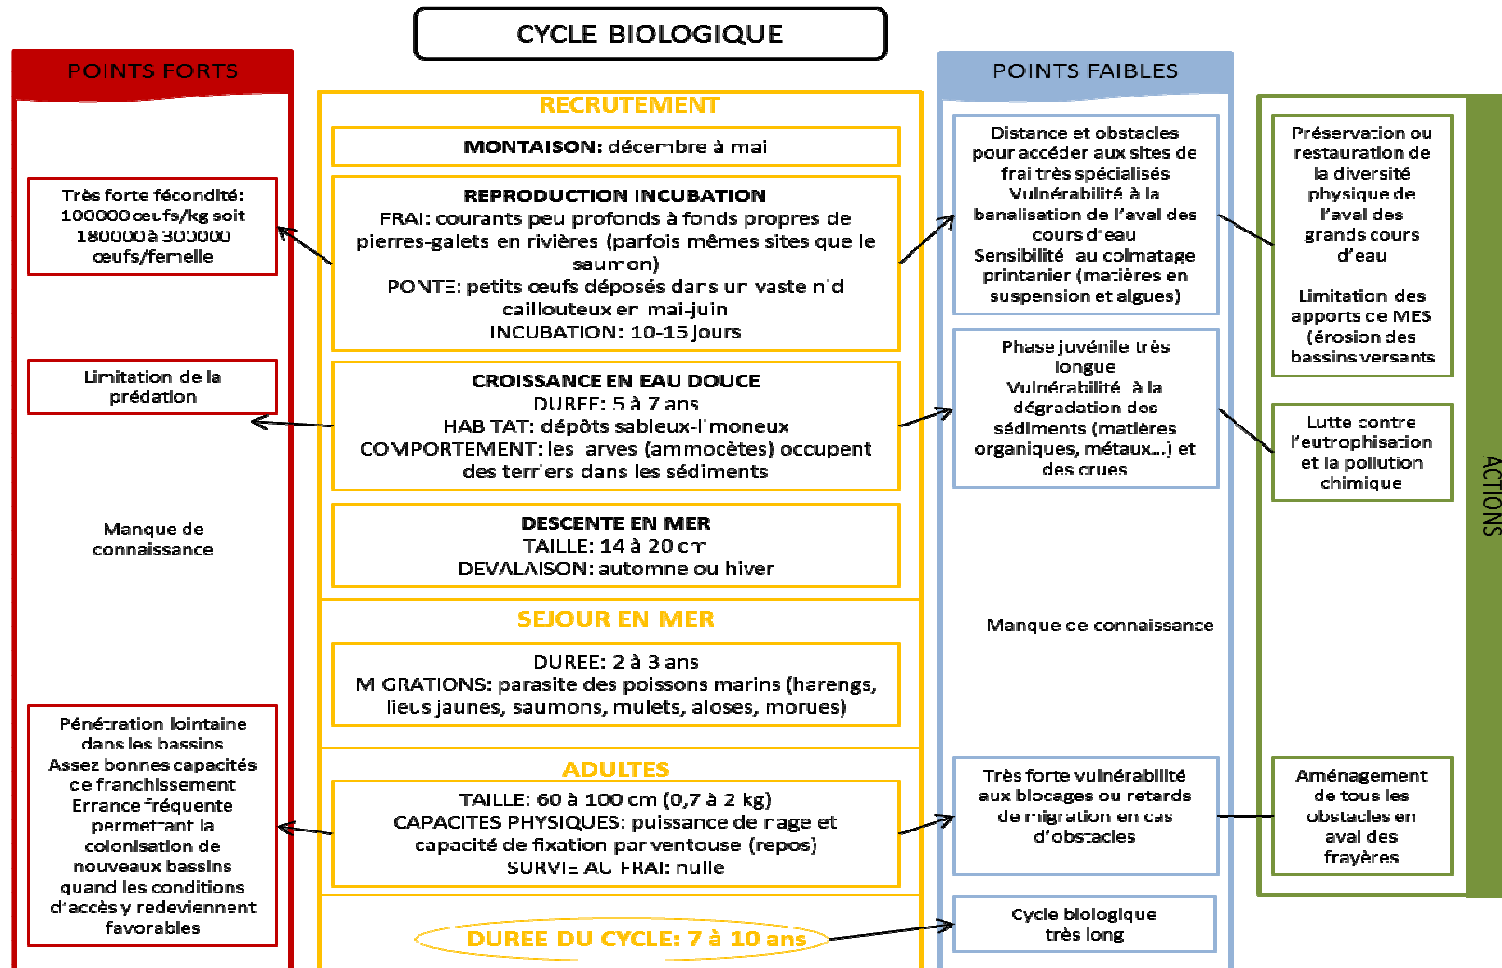 CYCLE BIOLOGIQUE
POINTS FORTS
Très forte fécondité:
100000 œufs/kg soit
180000 à 300000
œufs/femelle
Limitation de la
prédation
Manque de
connaissance
Pénétration lointaine
dans les bassins
Assez bonnes capacités
de franchissement
Errance fréquente
permettant la
colonisation de
nouveaux bassins
quand les conditions
d'accès y redeviennent
favorables
RECRUTEMENT
MONTAISON: décembre à mai
REPRODUCTION INCUBATION
FRAI: courants peu profonds à fonds propres de
pierres-galets en rivières (parfois mêmes sites que le
saumon)
PONTE: petits œufs déposés dans un vaste nid
caillouteux en mai-juin
INCUBATION: 10-15 jours
CROISSANCE EN EAU DOUCE
DUREE: 5 à 7 ans
HABITAT: dépôts sableux-limoneux
COMPORTEMENT: les larves (ammocètes) occupent
des terriers dans les sédiments
DESCENTE EN MER
TAILLE: 14 à 20 cm
DEVALAISON: automne ou hiver
SEJOUR EN MER
DUREE: 2 à 3 ans
MIGRATIONS: parasite des poissons marins (harengs,
lieus jaunes, saumons, mulets, aloses, morues)
ADULTES
TAILLE: 60 à 100 cm (0,7 à 2 kg)
CAPACITES PHYSIQUES: puissance de nage et
capacité de fixation par ventouse (repos)
SURVIE AU FRAI: nulle
DUREE DU CYCLE: 7 à 10 ans
POINTS FAIBLES
Distance et obstacles
pour accéder aux sites de
frai très spécialisés
Vulnérabilité à la
banalisation de l'aval des
cours d'eau
Sensibilité au colmatage
printanier (matières en
suspension et algues)
Phase juvénile très
longue
Vulnérabilité à la
dégradation des
sédiments (matières
organiques, métaux...) et
des crues
Manque de connaissance
Très forte vulnérabilité
aux blocages ou retards
de migration en cas
d'obstacles
Cycle biologique
très long
Préservation ou
restauration de
la diversité
physique de
l'aval des
grands cours
d'eau
Limitation des
apports de MES
(érosion des
bassins versants
Lutte contre
l'eutrophisation
et la pollution
chimique
Aménagement
de tous les
obstacles en
aval des
frayères
ACTIONS